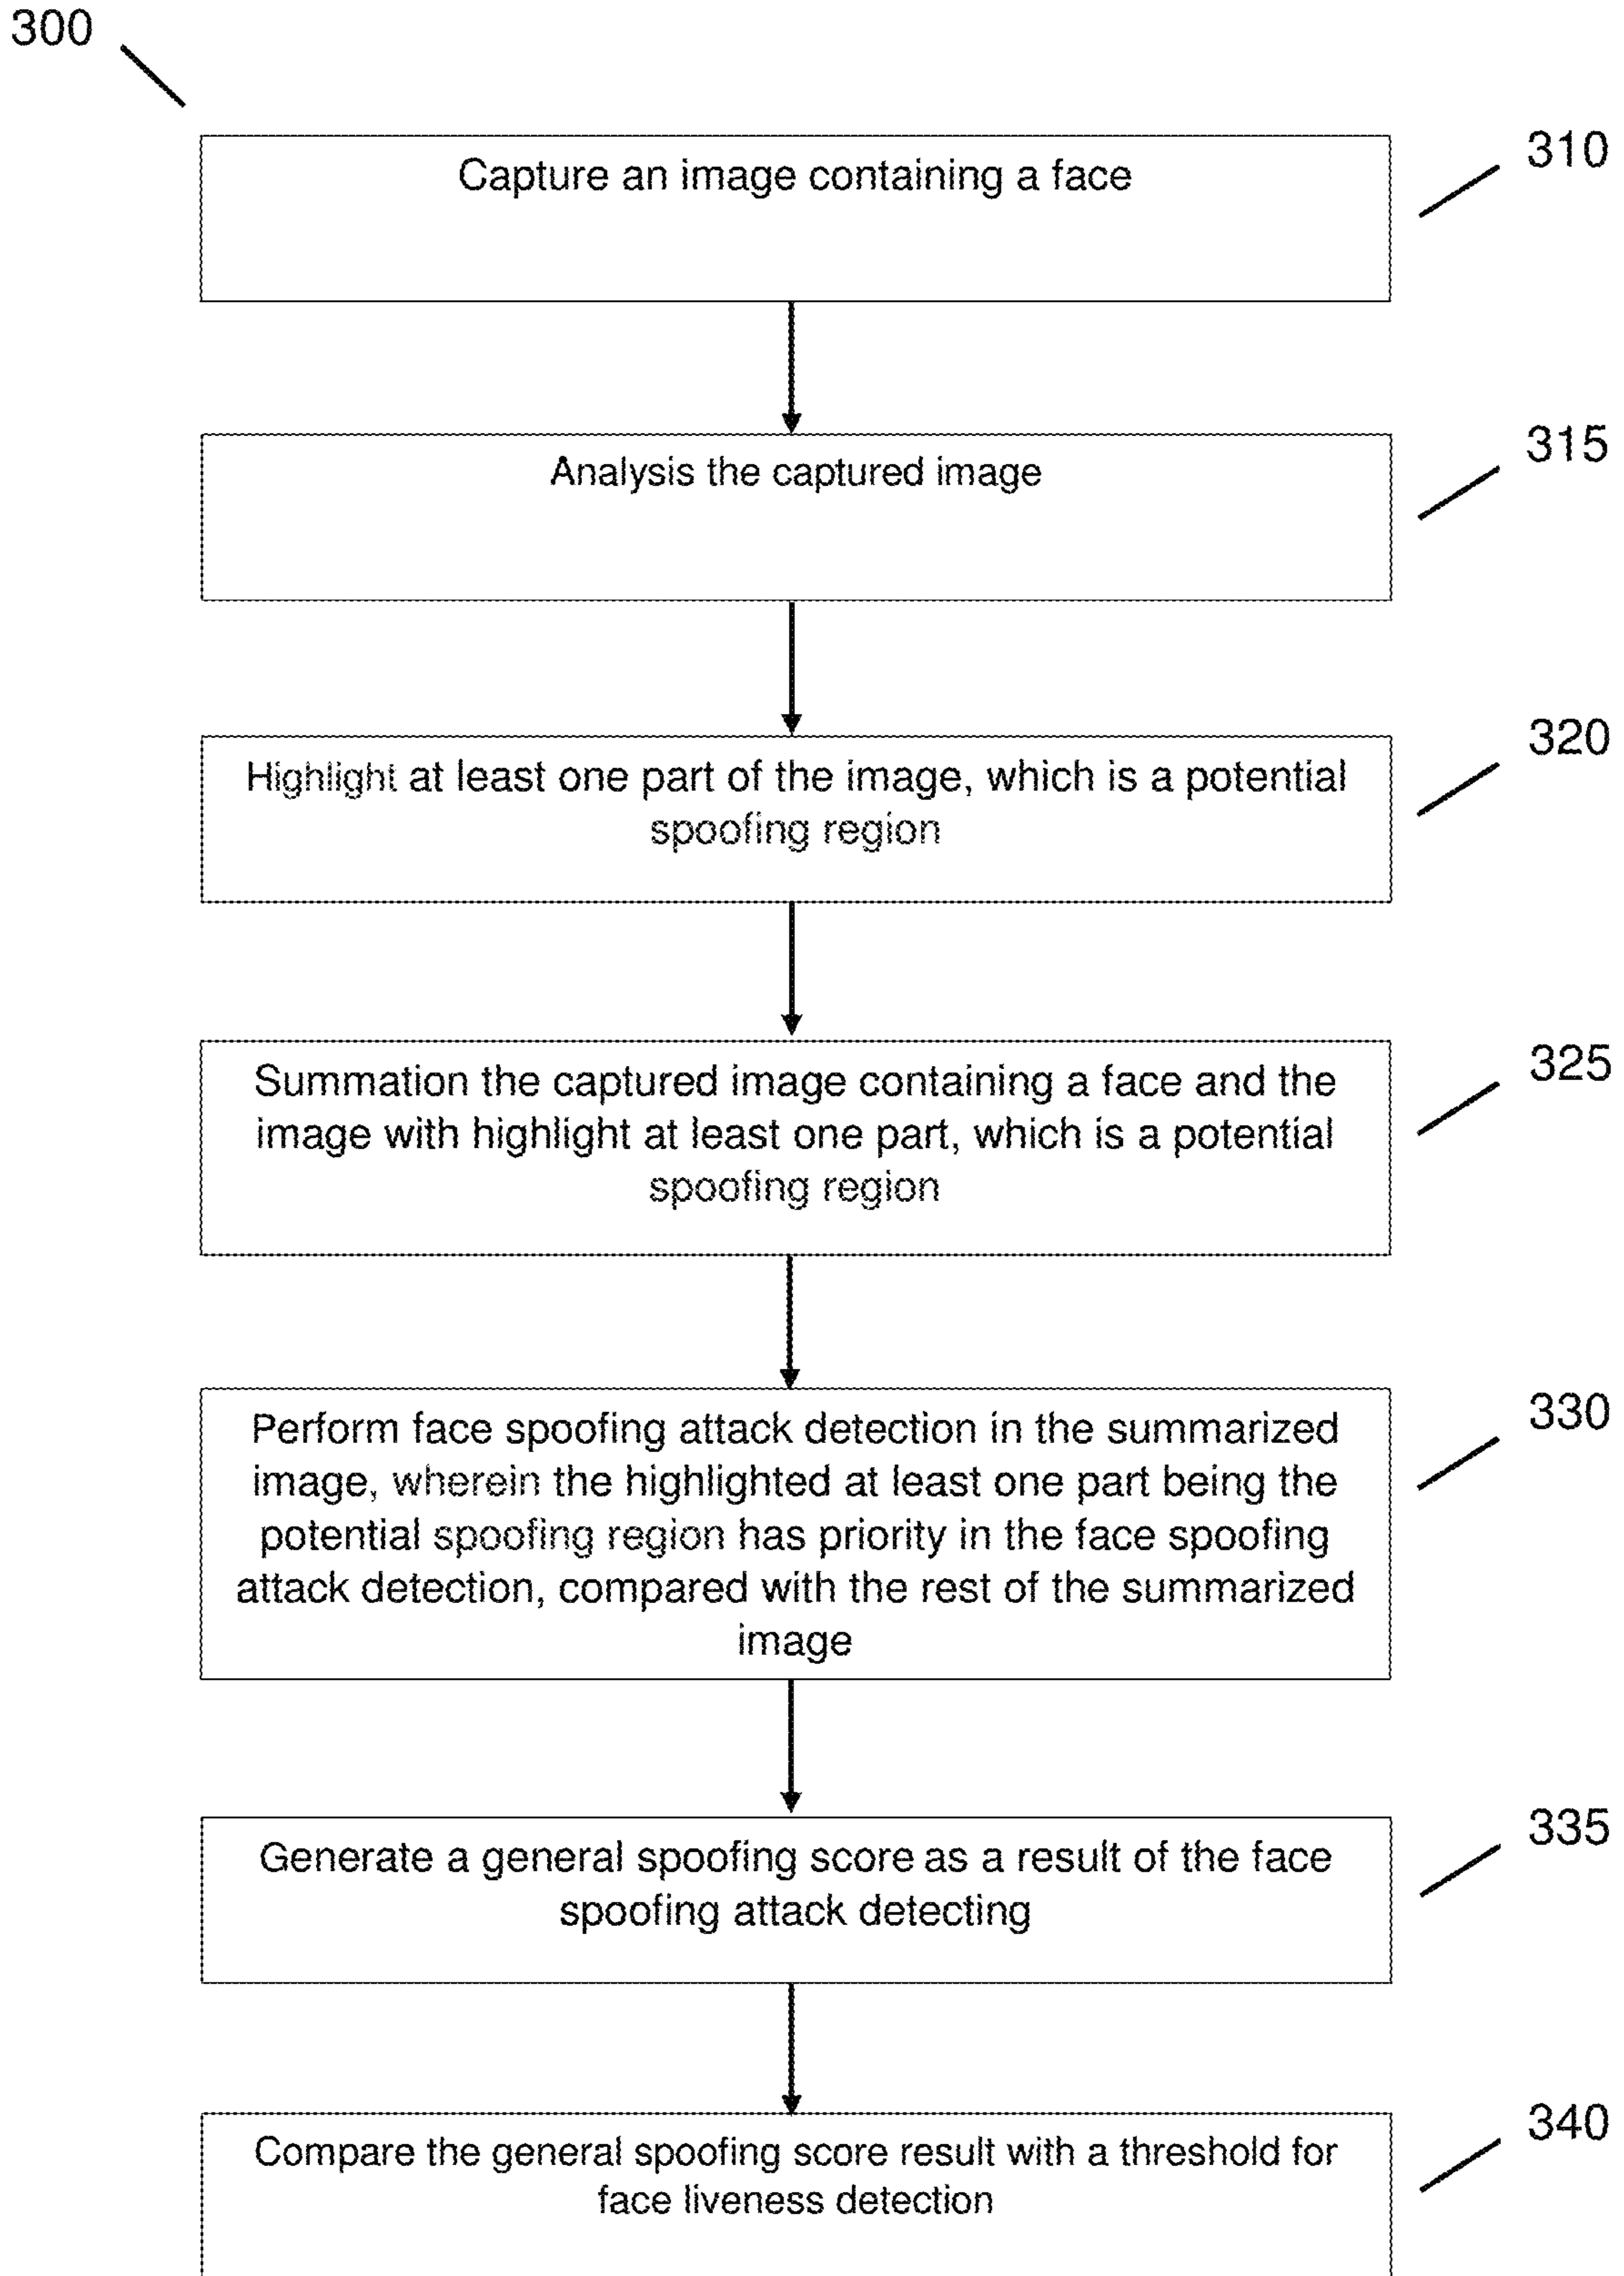 300
310
Capture an image containing a face
315
Analysis the captured image
320
Highlight at least one part of the image, which is a potential
spoofing region
325
Summation the captured image containing a face and the
image with highlight at least one part, which is a potential
spoofing region
330
Perform face spoofing attack detection in the summarized
image, wherein the highlighted at least one part being the
potential spoofing region has priority in the face spoofing
attack detection, compared with the rest of the summarized
image
335
Generate a general spoofing score as a result of the face
spoofing attack detecting
340
Compare the general spoofing score result with a threshold for
face liveness detection